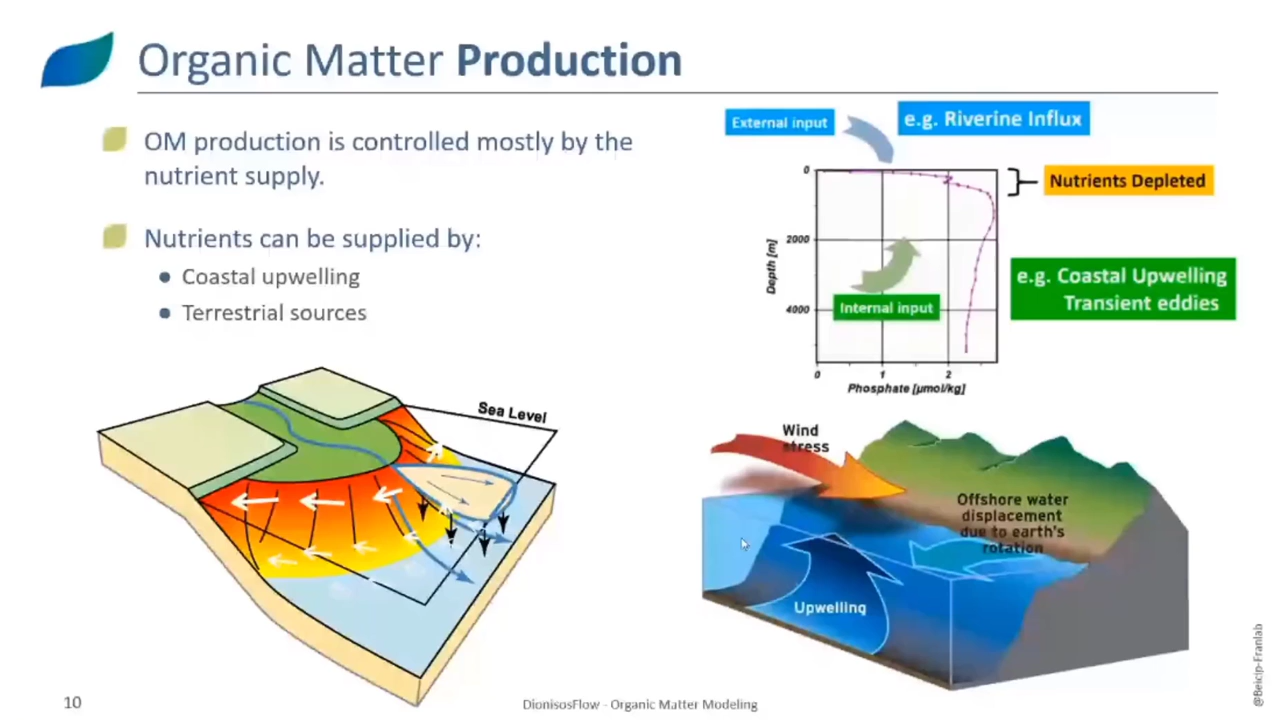 Organic Matter Production
OM production is controlled mostly by the
nutrient supply.
Nutrients can be supplied by:
Coastal upwelling
Terrestrial sources
External input
e.g. Riverine Influx
Nutrients Depleted
0
2000
4000
Depth [m]
Internal input
e.g. Coastal Upwelling
Transient eddies
0 1 2
Phosphate [µmol/kg]
Sea Level
Wind
stress
Offshore water
displacement
due to earth's
rotation
Upwelling
10
DionisosFlow - Organic Matter Modeling
@Beicip-Franlab